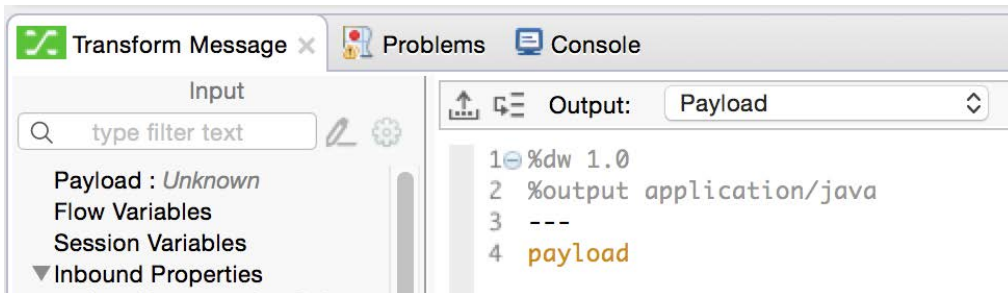 Transform Message Problems Console
Input
type filter text
Payload : Unknown
Flow Variables
Session Variables
Inbound Properties
Output: Payload
1 %dw 1.0
2 %output application/java
3 ---
4 payload